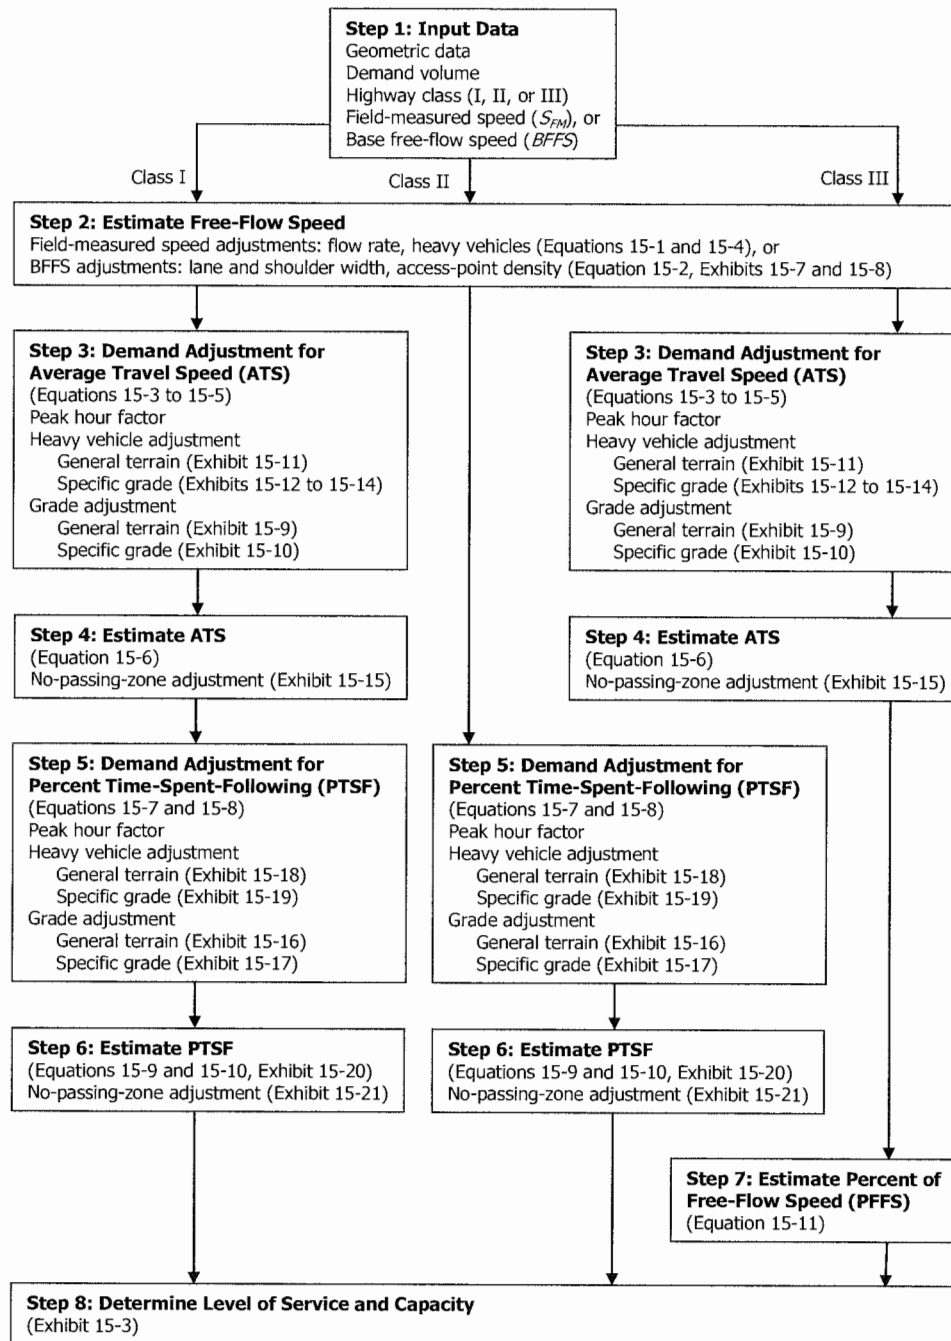 Step 1: Input Data
Geometric data
Demand volume
Highway class (I, II, or III)
Field-measured speed (S_FM), or
Base free-flow speed (BFFS)
Class I
Class II
Class III
Step 2: Estimate Free-Flow Speed
Field-measured speed adjustments: flow rate, heavy vehicles (Equations 15-1 and 15-4), or
BFFS adjustments: lane and shoulder width, access-point density (Equation 15-2, Exhibits 15-7 and 15-8)
Step 3: Demand Adjustment for
Average Travel Speed (ATS)
(Equations 15-3 to 15-5)
Peak hour factor
Heavy vehicle adjustment
General terrain (Exhibit 15-11)
Specific grade (Exhibits 15-12 to 15-14)
Grade adjustment
General terrain (Exhibit 15-9)
Specific grade (Exhibit 15-10)
Step 3: Demand Adjustment for
Average Travel Speed (ATS)
(Equations 15-3 to 15-5)
Peak hour factor
Heavy vehicle adjustment
General terrain (Exhibit 15-11)
Specific grade (Exhibits 15-12 to 15-14)
Grade adjustment
General terrain (Exhibit 15-9)
Specific grade (Exhibit 15-10)
Step 4: Estimate ATS
(Equation 15-6)
No-passing-zone adjustment (Exhibit 15-15)
Step 4: Estimate ATS
(Equation 15-6)
No-passing-zone adjustment (Exhibit 15-15)
Step 5: Demand Adjustment for
Percent Time-Spent-Following (PTSF)
(Equations 15-7 and 15-8)
Peak hour factor
Heavy vehicle adjustment
General terrain (Exhibit 15-18)
Specific grade (Exhibit 15-19)
Grade adjustment
General terrain (Exhibit 15-16)
Specific grade (Exhibit 15-17)
Step 5: Demand Adjustment for
Percent Time-Spent-Following (PTSF)
(Equations 15-7 and 15-8)
Peak hour factor
Heavy vehicle adjustment
General terrain (Exhibit 15-18)
Specific grade (Exhibit 15-19)
Grade adjustment
General terrain (Exhibit 15-16)
Specific grade (Exhibit 15-17)
Step 6: Estimate PTSF
(Equations 15-9 and 15-10, Exhibit 15-20)
No-passing-zone adjustment (Exhibit 15-21)
Step 6: Estimate PTSF
(Equations 15-9 and 15-10, Exhibit 15-20)
No-passing-zone adjustment (Exhibit 15-21)
Step 7: Estimate Percent of
Free-Flow Speed (PFFS)
(Equation 15-11)
Step 8: Determine Level of Service and Capacity
(Exhibit 15-3)